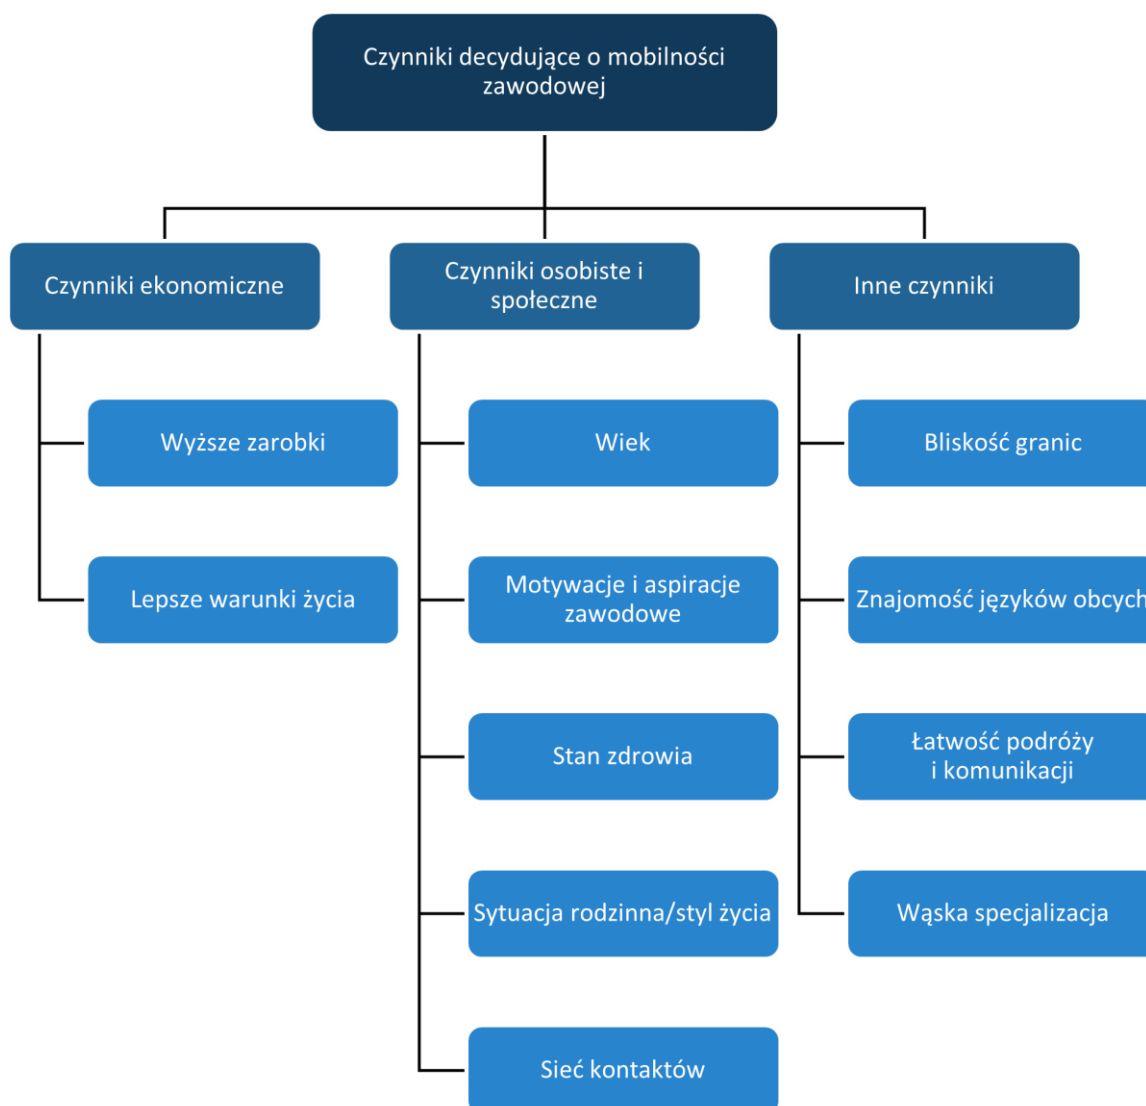 Czynniki decydujące o mobilności
zawodowej
Czynniki ekonomiczne
Wyższe zarobki
Lepsze warunki życia
Czynniki osobiste i
społeczne
Wiek
Motywacje i aspiracje
zawodowe
Stan zdrowia
Sytuacja rodzinna/styl życia
Sieć kontaktów
Inne czynniki
Bliskość granic
Znajomość języków obcych
Łatwość podróży
i komunikacji
Wąska specjalizacja